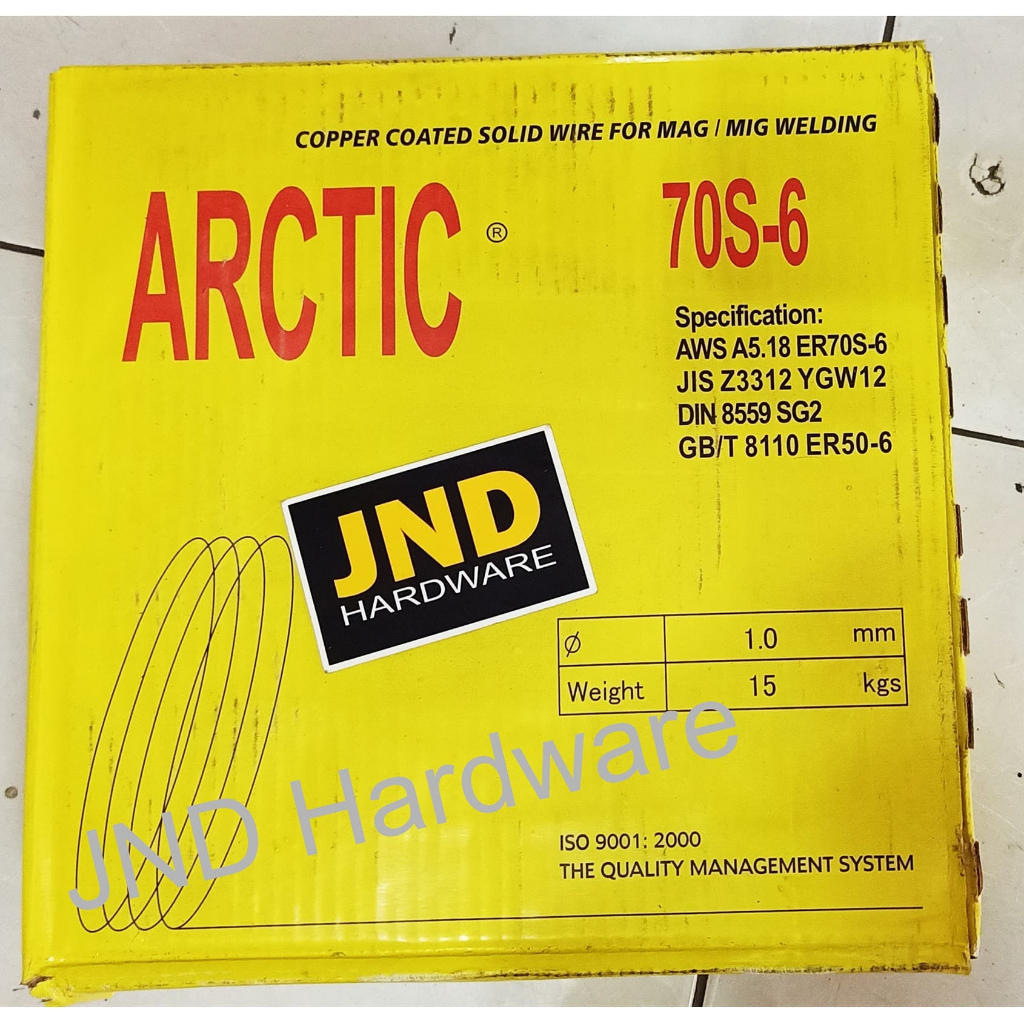 COPPER COATED SOLID WIRE FOR MAG / MIG WELDING
ARCTIC ®
70S-6
Specification:
AWS A5.18 ER70S-6
JIS Z3312 YGW12
DIN 8559 SG2
GB/T 8110 ER50-6
JND
HARDWARE
Ø 1.0 mm
Weight 15 kgs
JND Hardware
ISO 9001: 2000
THE QUALITY MANAGEMENT SYSTEM